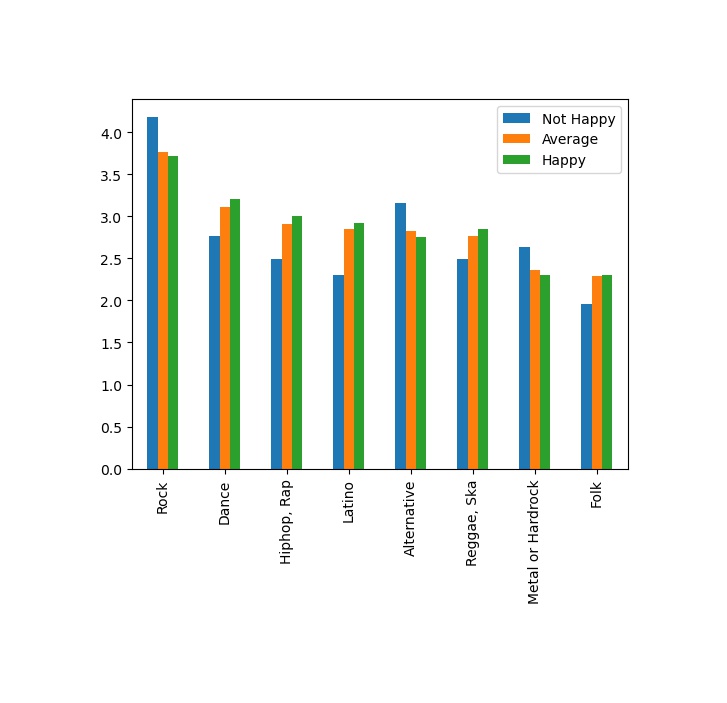 4.0
3.5
3.0
2.5
2.0
1.5
1.0
0.5
0.0
Not Happy
Average
Happy
Rock
Dance
Hiphop, Rap
Latino
Alternative
Reggae, Ska
Metal or Hardrock
Folk